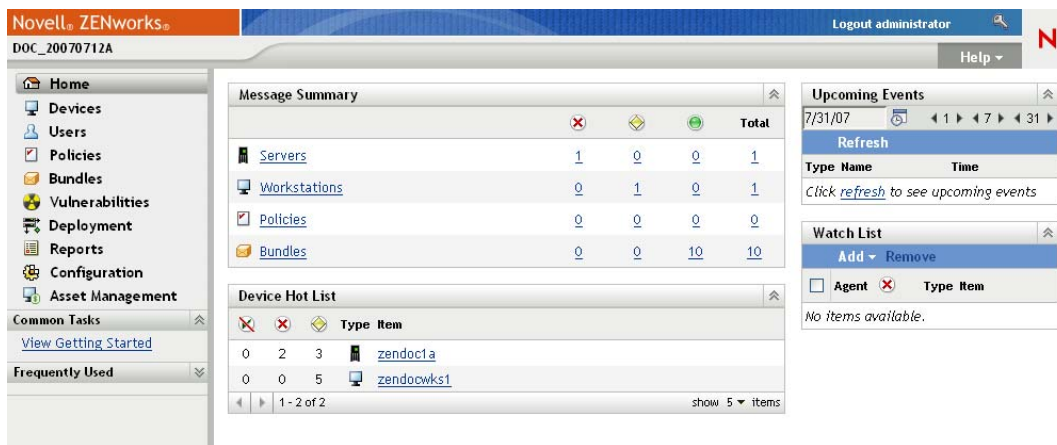 Novell® ZENworks®
Logout administrator
N
DOC_20070712A
Help
Home
Devices
Users
Policies
Bundles
Vulnerabilities
Deployment
Reports
Configuration
Asset Management
Common Tasks
View Getting Started
Frequently Used
Message Summary
Total
Servers 1 0 0 1
Workstations 0 1 0 1
Policies 0 0 0 0
Bundles 0 0 10 10
Device Hot List
Type Item
0 2 3 zendoc1a
0 0 5 zendocwks1
1 - 2 of 2 show 5 items
Upcoming Events
7/31/07 1 7 31
Refresh
Type Name Time
Click refresh to see upcoming events
Watch List
Add Remove
Agent Type Item
No items available.